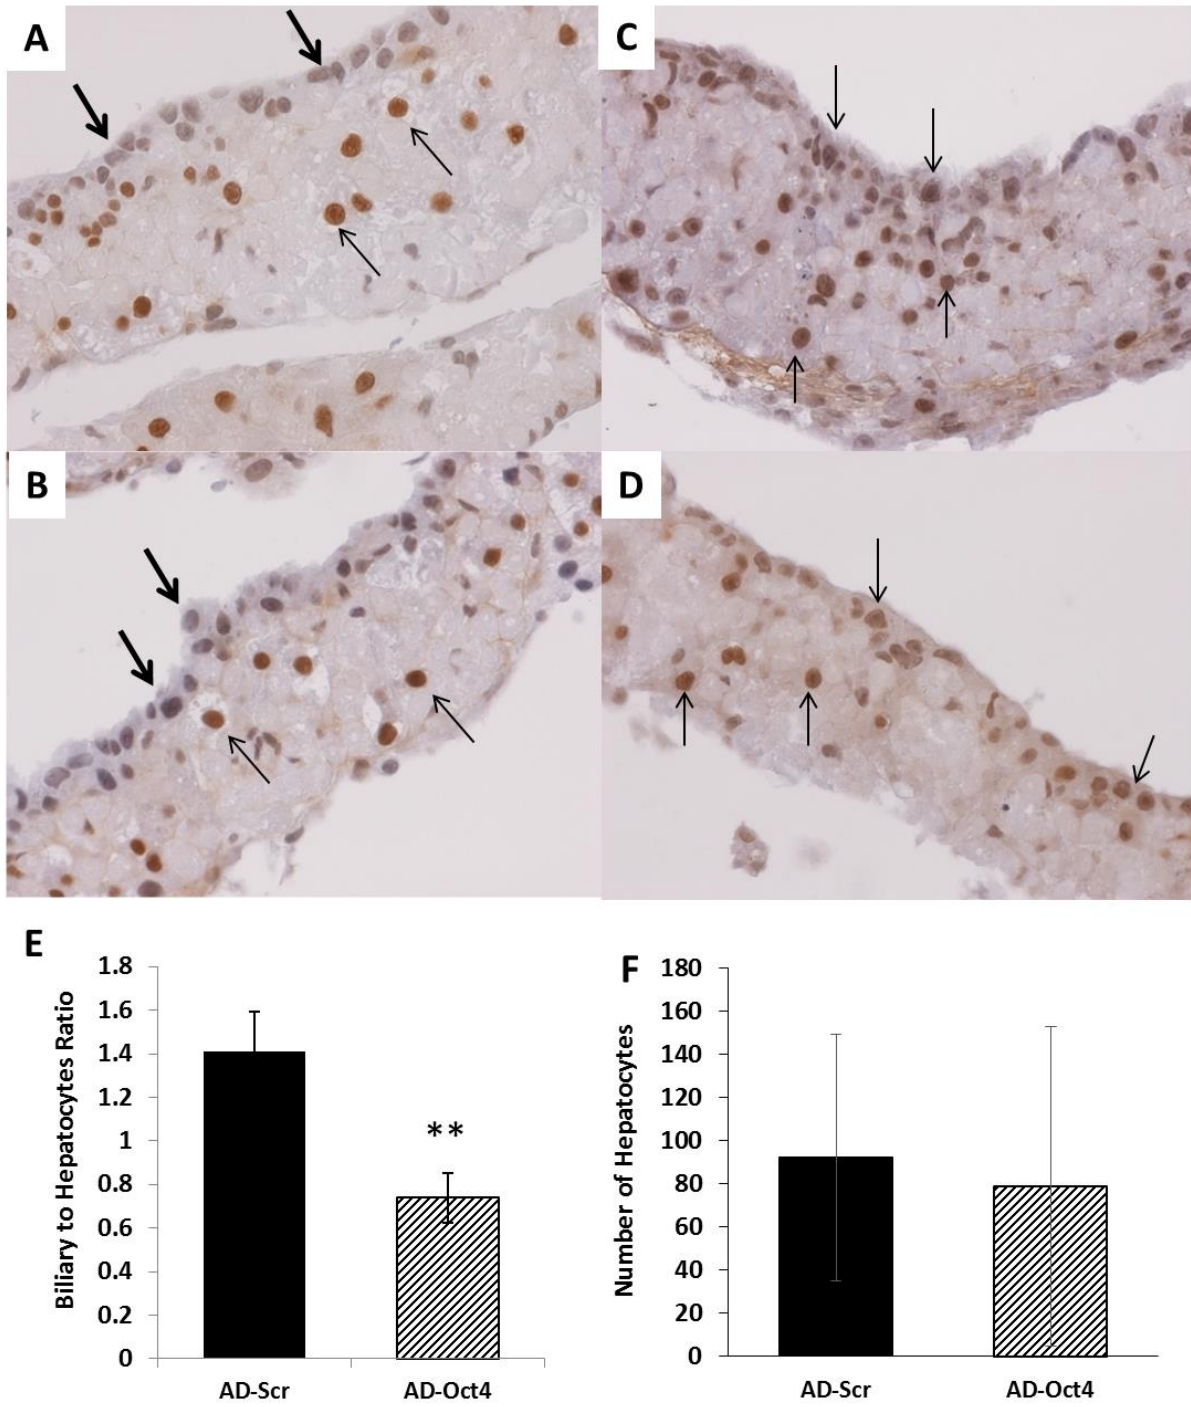 A
C
B
D
E
Biliary to Hepatocytes Ratio
1.8
1.6
1.4
1.2
1
0.8
0.6
0.4
0.2
0
**
AD-Scr
AD-Oct4
F
Number of Hepatocytes
180
160
140
120
100
80
60
40
20
0
AD-Scr
AD-Oct4